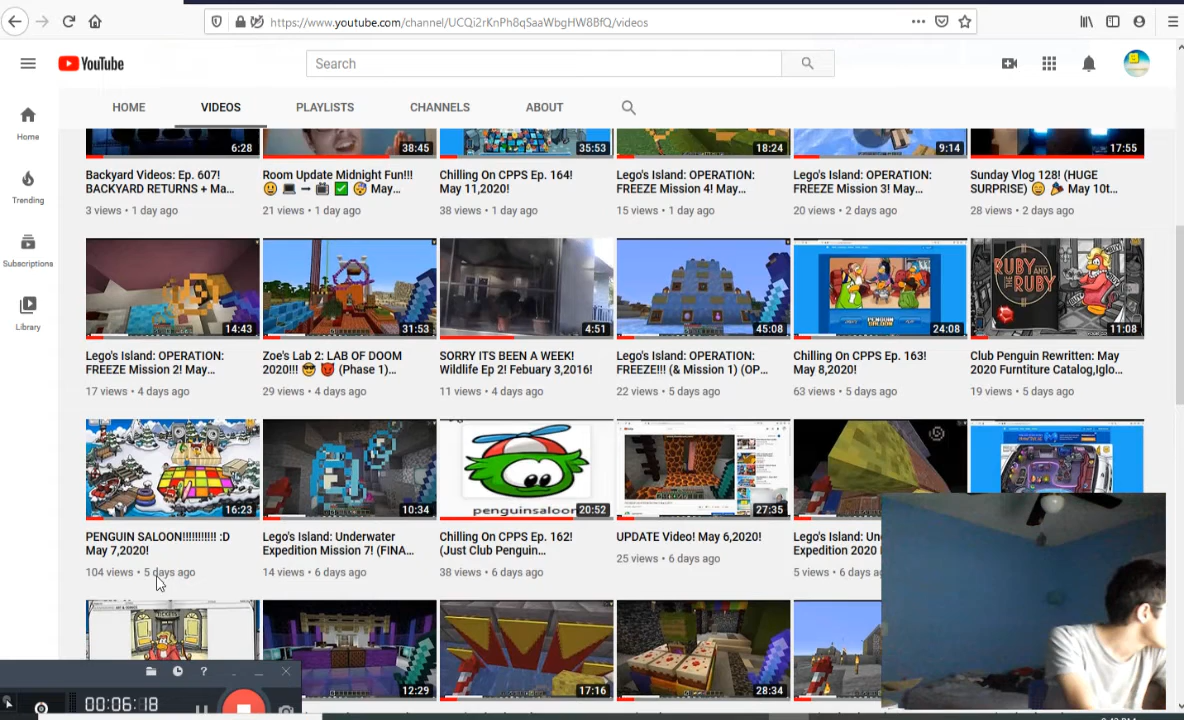 https://www.youtube.com/channel/UCQi2rKnPh8qSaaWbgHW8BfQ/videos
YouTube
Search
HOME VIDEOS PLAYLISTS CHANNELS ABOUT
Home
Trending
Subscriptions
Library
6:28 38:45 35:53 18:24 9:14 17:55
Backyard Videos: Ep. 607! Room Update Midnight Fun!!! Chilling On CPPS Ep. 164! Lego's Island: OPERATION: Lego's Island: OPERATION: Sunday Vlog 128! (HUGE
BACKYARD RETURNS + Ma... May... May 11,2020! FREEZE Mission 4! May... FREEZE Mission 3! May... SURPRISE) May 10t...
3 views • 1 day ago 21 views • 1 day ago 38 views • 1 day ago 15 views • 1 day ago 20 views • 2 days ago 28 views • 2 days ago
RUBY AND THE RUBY
14:43 31:53 4:51 45:08 24:08 11:08
Lego's Island: OPERATION: Zoe's Lab 2: LAB OF DOOM SORRY ITS BEEN A WEEK! Lego's Island: OPERATION: Chilling On CPPS Ep. 163! Club Penguin Rewritten: May
FREEZE Mission 2! May... 2020!!! (Phase 1)... Wildlife Ep 2! Febuary 3,2016! FREEZE!!! (& Mission 1) (OP... May 8,2020! 2020 Furntiture Catalog,Iglo...
17 views • 4 days ago 29 views • 4 days ago 11 views • 4 days ago 22 views • 5 days ago 63 views • 5 days ago 19 views • 5 days ago
penguinsaloon
16:23 10:34 20:52 27:35
PENGUIN SALOON!!!!!!!!!!! :D Lego's Island: Underwater Chilling On CPPS Ep. 162! UPDATE Video! May 6,2020! Lego's Island: Un
May 7,2020! Expedition Mission 7! (FINA... (Just Club Penguin... Expedition 2020
104 views • 5 days ago 14 views • 6 days ago 38 views • 6 days ago 25 views • 6 days ago 5 views • 6 days a
12:29 17:16 28:34
00:06:18